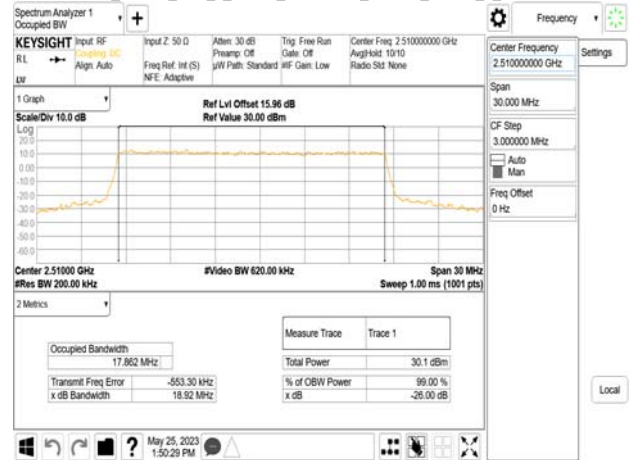 Spectrum Analyzer 1
Occupied BW
Frequency
KEYSIGHT
RL
Input: RF
Coupling: DC
Align: Auto
Input Z: 50 Ω
Freq Ref: Int (S)
NFE: Adaptive
Atten: 30 dB
Preamp: Off
µW Path: Standard
Trig: Free Run
Gate: Off
#IF Gain: Low
Center Freq: 2.510000000 GHz
Avg|Hold: 10/10
Radio Std: None
Center Frequency
2.510000000 GHz
Settings
Span
30.000 MHz
CF Step
3.000000 MHz
Auto
Man
Freq Offset
0 Hz
Local
1 Graph
Scale/Div 10.0 dB
Ref Lvl Offset 15.96 dB
Ref Value 30.00 dBm
Log
20.0
10.0
0.00
-10.0
-20.0
-30.0
-40.0
-50.0
-60.0
Center 2.51000 GHz
#Video BW 620.00 kHz
Span 30 MHz
#Res BW 200.00 kHz
Sweep 1.00 ms (1001 pts)
2 Metrics
Measure Trace
Trace 1
Occupied Bandwidth
17.862 MHz
Total Power
30.1 dBm
Transmit Freq Error
-553.30 kHz
% of OBW Power
99.00 %
x dB Bandwidth
18.92 MHz
x dB
-26.00 dB
May 25, 2023
1:50:29 PM